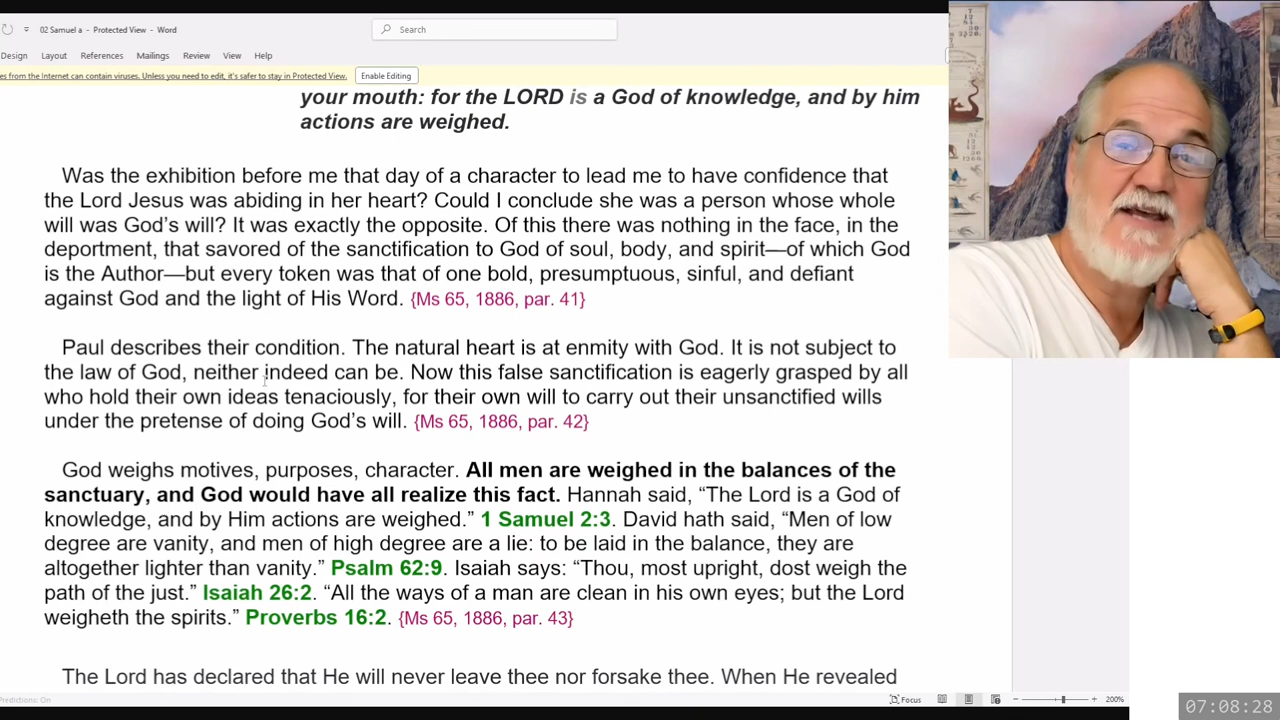 02 Samuel a - Protected View - Word
Search
Design Layout References Mailings Review View Help
es from the Internet can contain viruses. Unless you need to edit, it's safer to stay in Protected View. Enable Editing
your mouth: for the LORD is a God of knowledge, and by him
actions are weighed.
Was the exhibition before me that day of a character to lead me to have confidence that
the Lord Jesus was abiding in her heart? Could I conclude she was a person whose whole
will was God’s will? It was exactly the opposite. Of this there was nothing in the face, in the
deportment, that savored of the sanctification to God of soul, body, and spirit—of which God
is the Author—but every token was that of one bold, presumptuous, sinful, and defiant
against God and the light of His Word. {Ms 65, 1886, par. 41}
Paul describes their condition. The natural heart is at enmity with God. It is not subject to
the law of God, neither indeed can be. Now this false sanctification is eagerly grasped by all
who hold their own ideas tenaciously, for their own will to carry out their unsanctified wills
under the pretense of doing God’s will. {Ms 65, 1886, par. 42}
God weighs motives, purposes, character. All men are weighed in the balances of the
sanctuary, and God would have all realize this fact. Hannah said, “The Lord is a God of
knowledge, and by Him actions are weighed.” 1 Samuel 2:3. David hath said, “Men of low
degree are vanity, and men of high degree are a lie: to be laid in the balance, they are
altogether lighter than vanity.” Psalm 62:9. Isaiah says: “Thou, most upright, dost weigh the
path of the just.” Isaiah 26:2. “All the ways of a man are clean in his own eyes; but the Lord
weigheth the spirits.” Proverbs 16:2. {Ms 65, 1886, par. 43}
The Lord has declared that He will never leave thee nor forsake thee. When He revealed
Predictions: On
Focus
200%
07:08:28